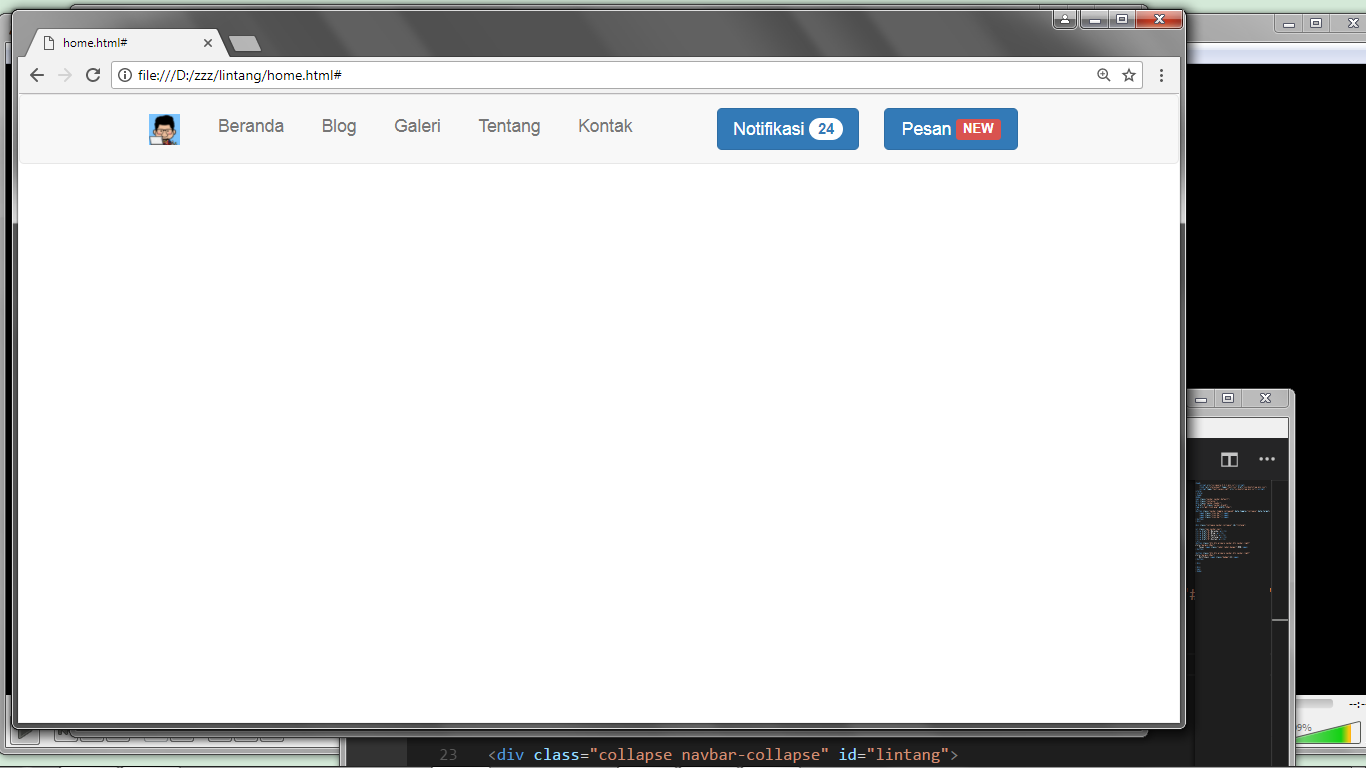 home.html#
file:///D:/zzz/lintang/home.html#
Beranda Blog Galeri Tentang Kontak Notifikasi 24 Pesan NEW
9%
23 <div class="collapse navbar-collapse" id="lintang">